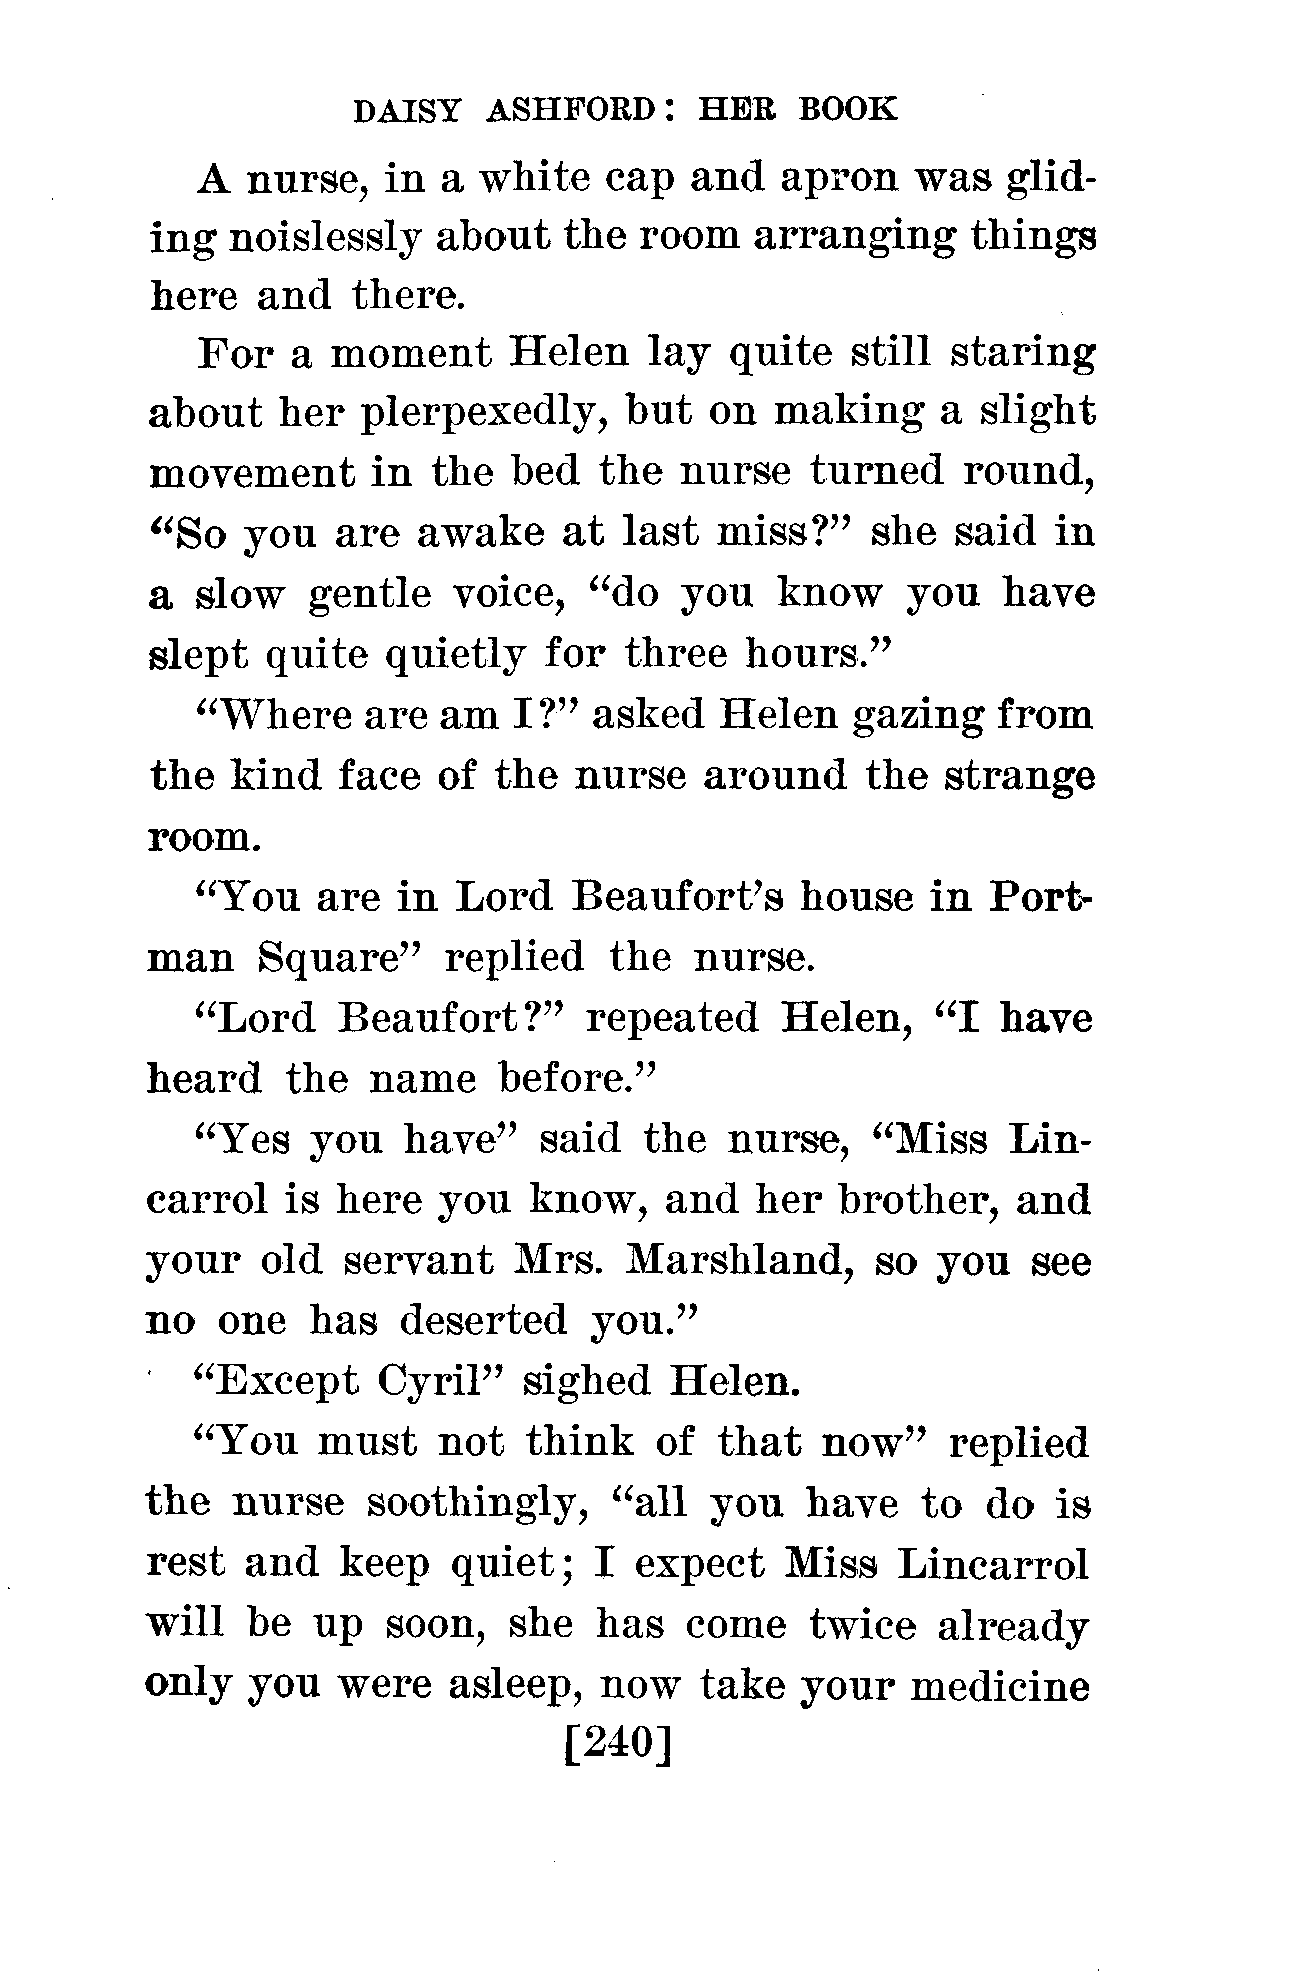 DAISY ASHFORD: HER BOOK
A nurse, in a white cap and apron was glid-
ing noislessly about the room arranging things
here and there.
For a moment Helen lay quite still staring
about her plerpexedly, but on making a slight
movement in the bed the nurse turned round,
“So you are awake at last miss?” she said in
a slow gentle voice, “do you know you have
slept quite quietly for three hours.”
“Where are am I?” asked Helen gazing from
the kind face of the nurse around the strange
room.
“You are in Lord Beaufort’s house in Port-
man Square” replied the nurse.
“Lord Beaufort?” repeated Helen, “I have
heard the name before.”
“Yes you have” said the nurse, “Miss Lin-
carrol is here you know, and her brother, and
your old servant Mrs. Marshland, so you see
no one has deserted you.”
“Except Cyril” sighed Helen.
“You must not think of that now” replied
the nurse soothingly, “all you have to do is
rest and keep quiet; I expect Miss Lincarrol
will be up soon, she has come twice already
only you were asleep, now take your medicine
[240]